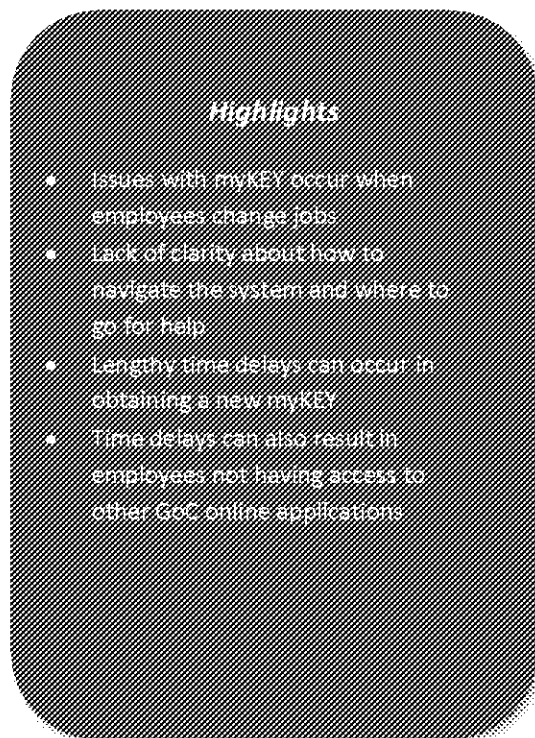 Highlights
• Issues with myKEY occur when
employees change jobs
• Lack of clarity about how to
navigate the system and where to
go for help
• Lengthy time delays can occur in
obtaining a new myKEY
• Time delays can also result in
employees not having access to
other GoC online applications